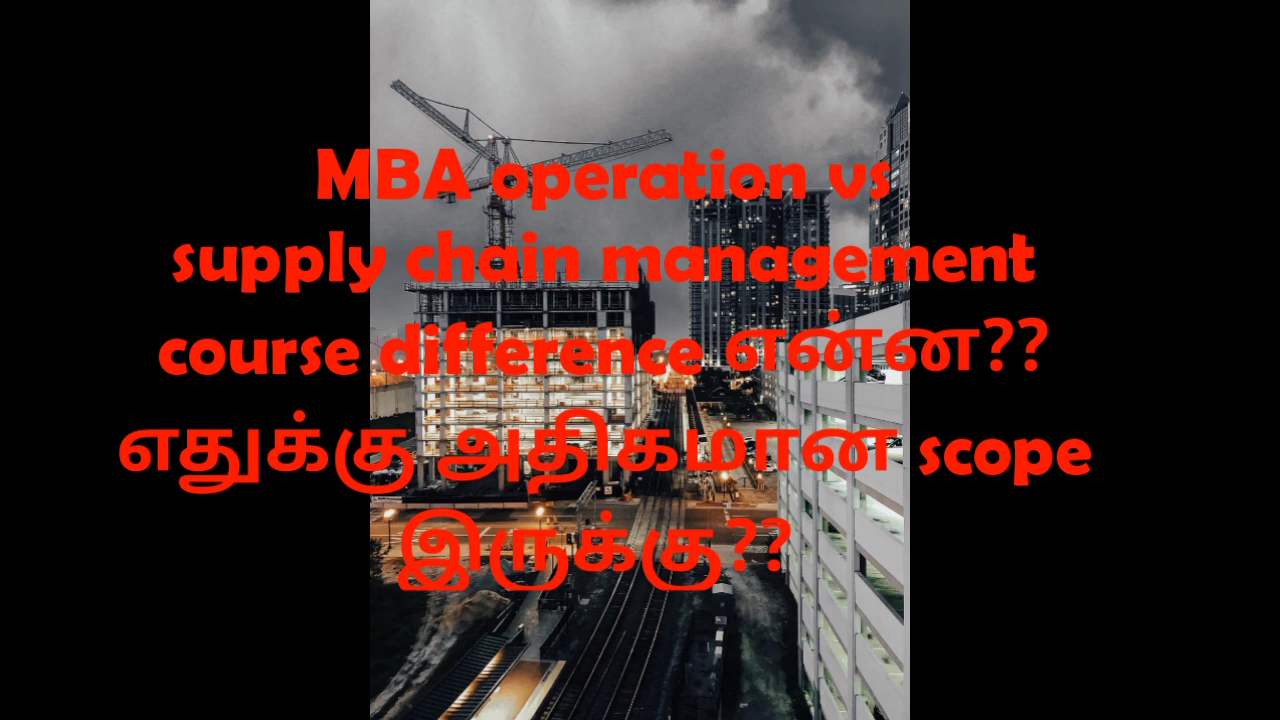 MBA operation vs
supply chain management
course difference என்ன??
எதுக்கு அதிகமான scope
இருக்கு??